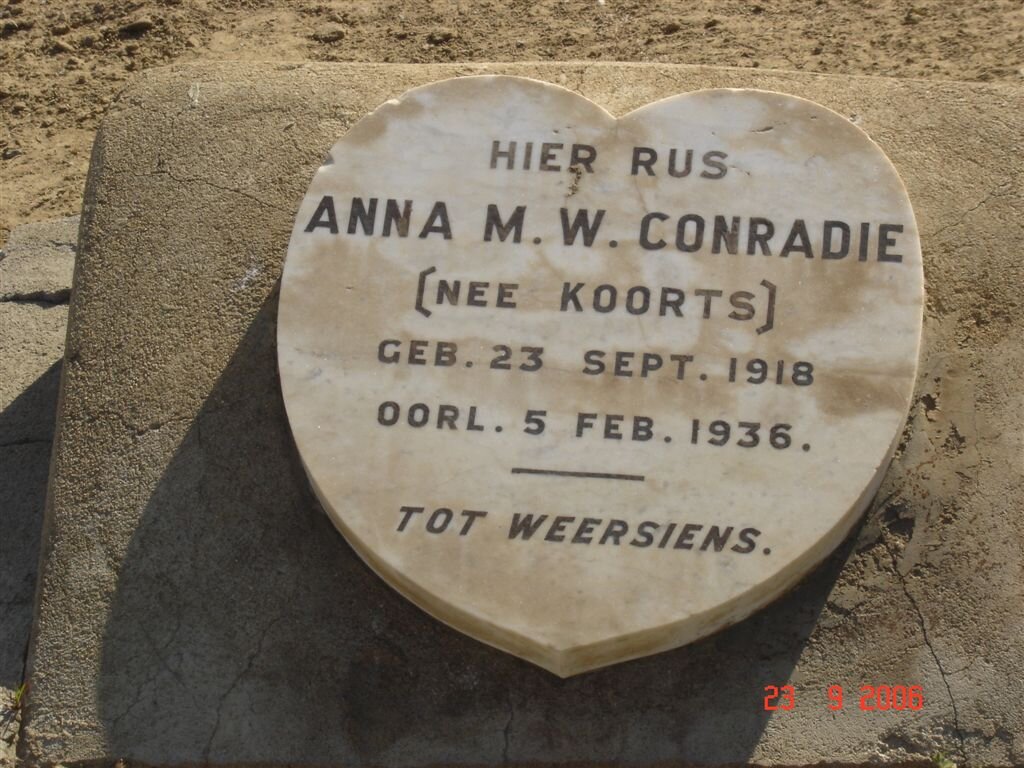 HIER RUS
ANNA M. W. CONRADIE
[NEE KOORTS]
GEB. 23 SEPT. 1918
OORL. 5 FEB. 1936.
TOT WEERSIENS.
23 9 2006